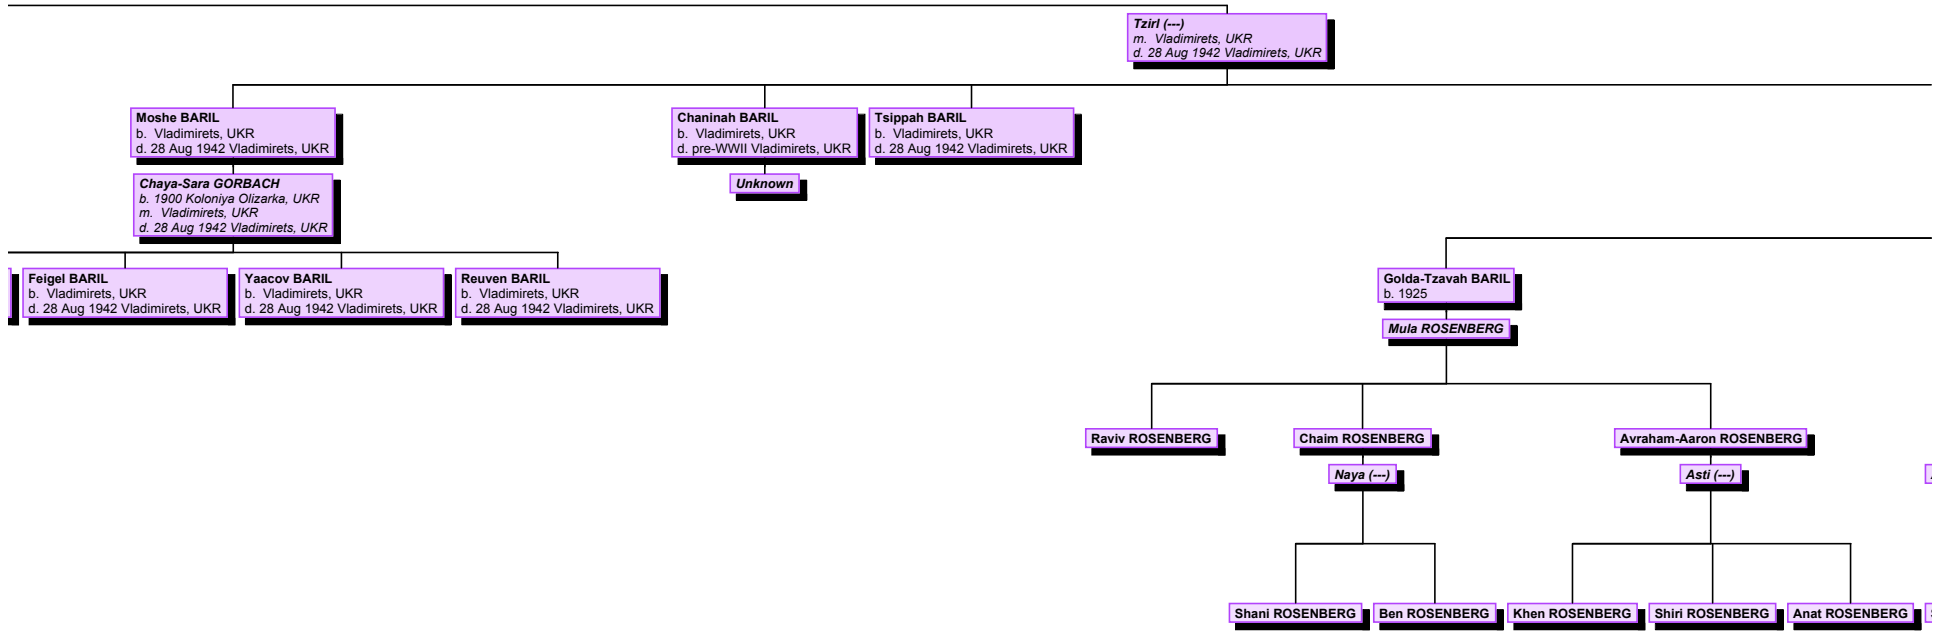 Tzirl (---)
m.  Vladimirets, UKR
d. 28 Aug 1942 Vladimirets, UKR
Moshe BARIL
b.  Vladimirets, UKR
d. 28 Aug 1942 Vladimirets, UKR
Chaninah BARIL
b.  Vladimirets, UKR
d. pre-WWII Vladimirets, UKR
Tsippah BARIL
b.  Vladimirets, UKR
d. 28 Aug 1942 Vladimirets, UKR
Chaya-Sara GORBACH
b. 1900 Koloniya Olizarka, UKR
m.  Vladimirets, UKR
d. 28 Aug 1942 Vladimirets, UKR
Unknown
Feigel BARIL
b.  Vladimirets, UKR
d. 28 Aug 1942 Vladimirets, UKR
Yaacov BARIL
b.  Vladimirets, UKR
d. 28 Aug 1942 Vladimirets, UKR
Reuven BARIL
b.  Vladimirets, UKR
d. 28 Aug 1942 Vladimirets, UKR
Golda-Tzavah BARIL
b. 1925
Mula ROSENBERG
Raviv ROSENBERG
Chaim ROSENBERG
Avraham-Aaron ROSENBERG
Naya (---)
Asti (---)
Shani ROSENBERG
Ben ROSENBERG
Khen ROSENBERG
Shiri ROSENBERG
Anat ROSENBERG